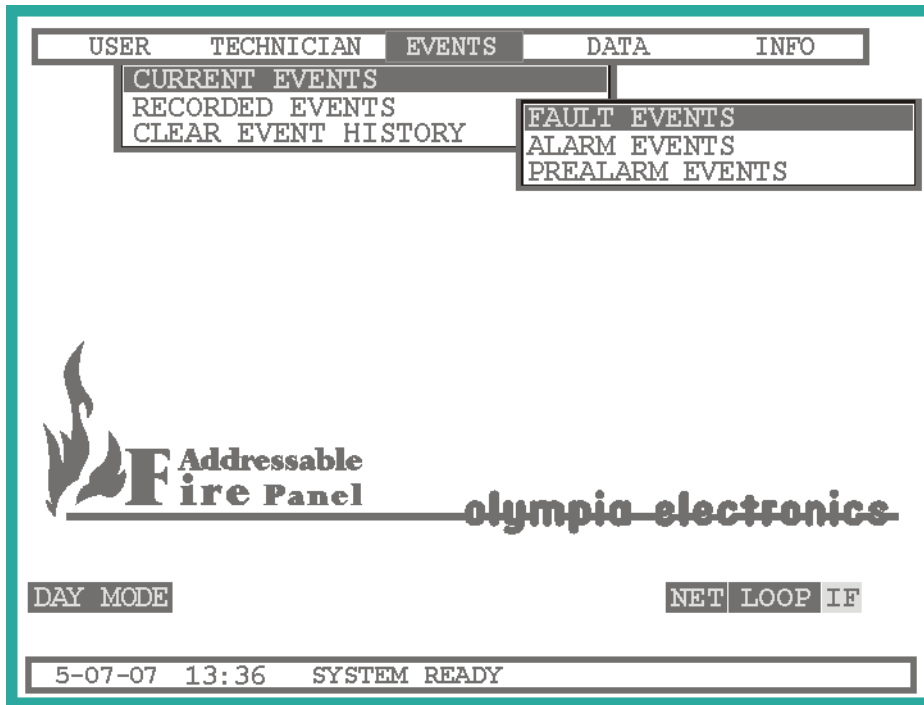 USER TECHNICIAN EVENTS DATA INFO
CURRENT EVENTS
RECORDED EVENTS
CLEAR EVENT HISTORY
FAULT EVENTS
ALARM EVENTS
PREALARM EVENTS
Addressable
Fire Panel
olympia electronics
DAY MODE
NET LOOP IF
5-07-07 13:36 SYSTEM READY